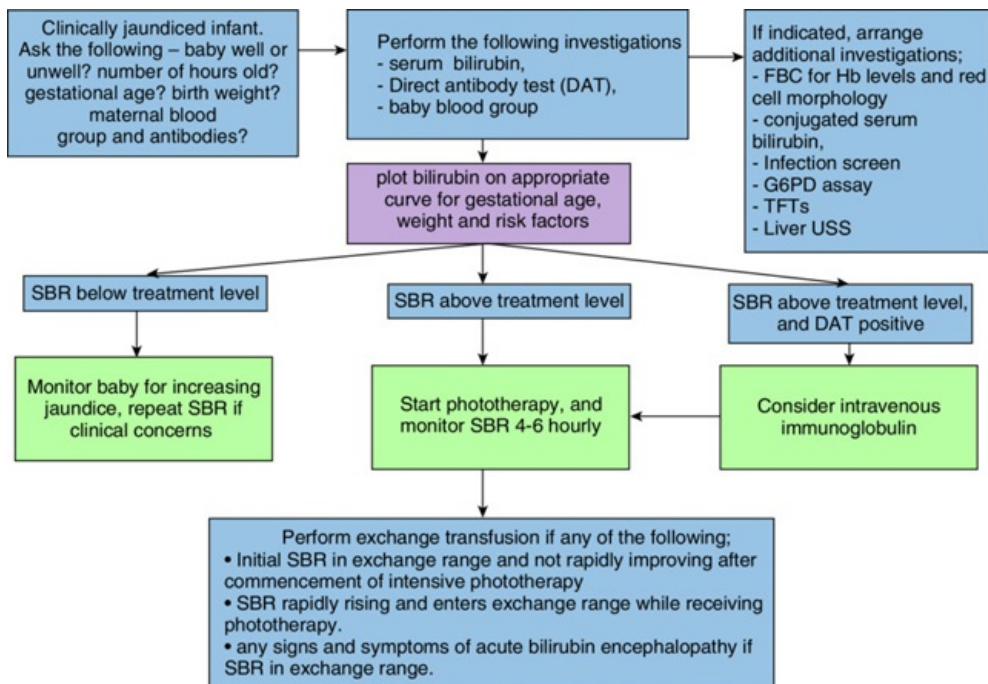 Clinically jaundiced infant.
Ask the following – baby well or
unwell? number of hours old?
gestational age? birth weight?
maternal blood
group and antibodies?
Perform the following investigations
- serum bilirubin,
- Direct antibody test (DAT),
- baby blood group
If indicated, arrange
additional investigations;
- FBC for Hb levels and red
cell morphology
- conjugated serum
bilirubin,
- Infection screen
- G6PD assay
- TFTs
- Liver USS
plot bilirubin on appropriate
curve for gestational age,
weight and risk factors
SBR below treatment level
SBR above treatment level
SBR above treatment level,
and DAT positive
Monitor baby for increasing
jaundice, repeat SBR if
clinical concerns
Start phototherapy, and
monitor SBR 4-6 hourly
Consider intravenous
immunoglobulin
Perform exchange transfusion if any of the following;
• Initial SBR in exchange range and not rapidly improving after
commencement of intensive phototherapy
• SBR rapidly rising and enters exchange range while receiving
phototherapy.
• any signs and symptoms of acute bilirubin encephalopathy if
SBR in exchange range.